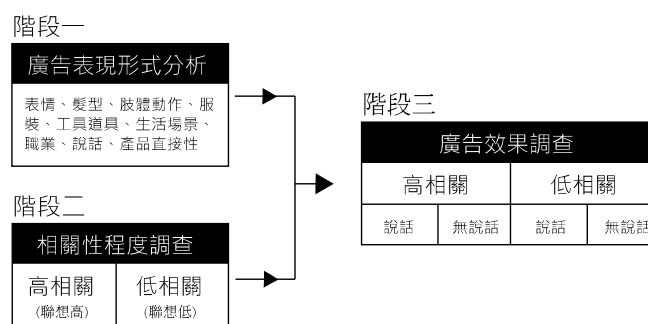 階段一
廣告表現形式分析
表情、髮型、肢體動作、服
裝、工具道具、生活場景、
職業、說話、產品直接性
階段二
相關性程度調查
高相關 低相關
(聯想高) (聯想低)
階段三
廣告效果調查
高相關 低相關
說話 無說話 說話 無說話